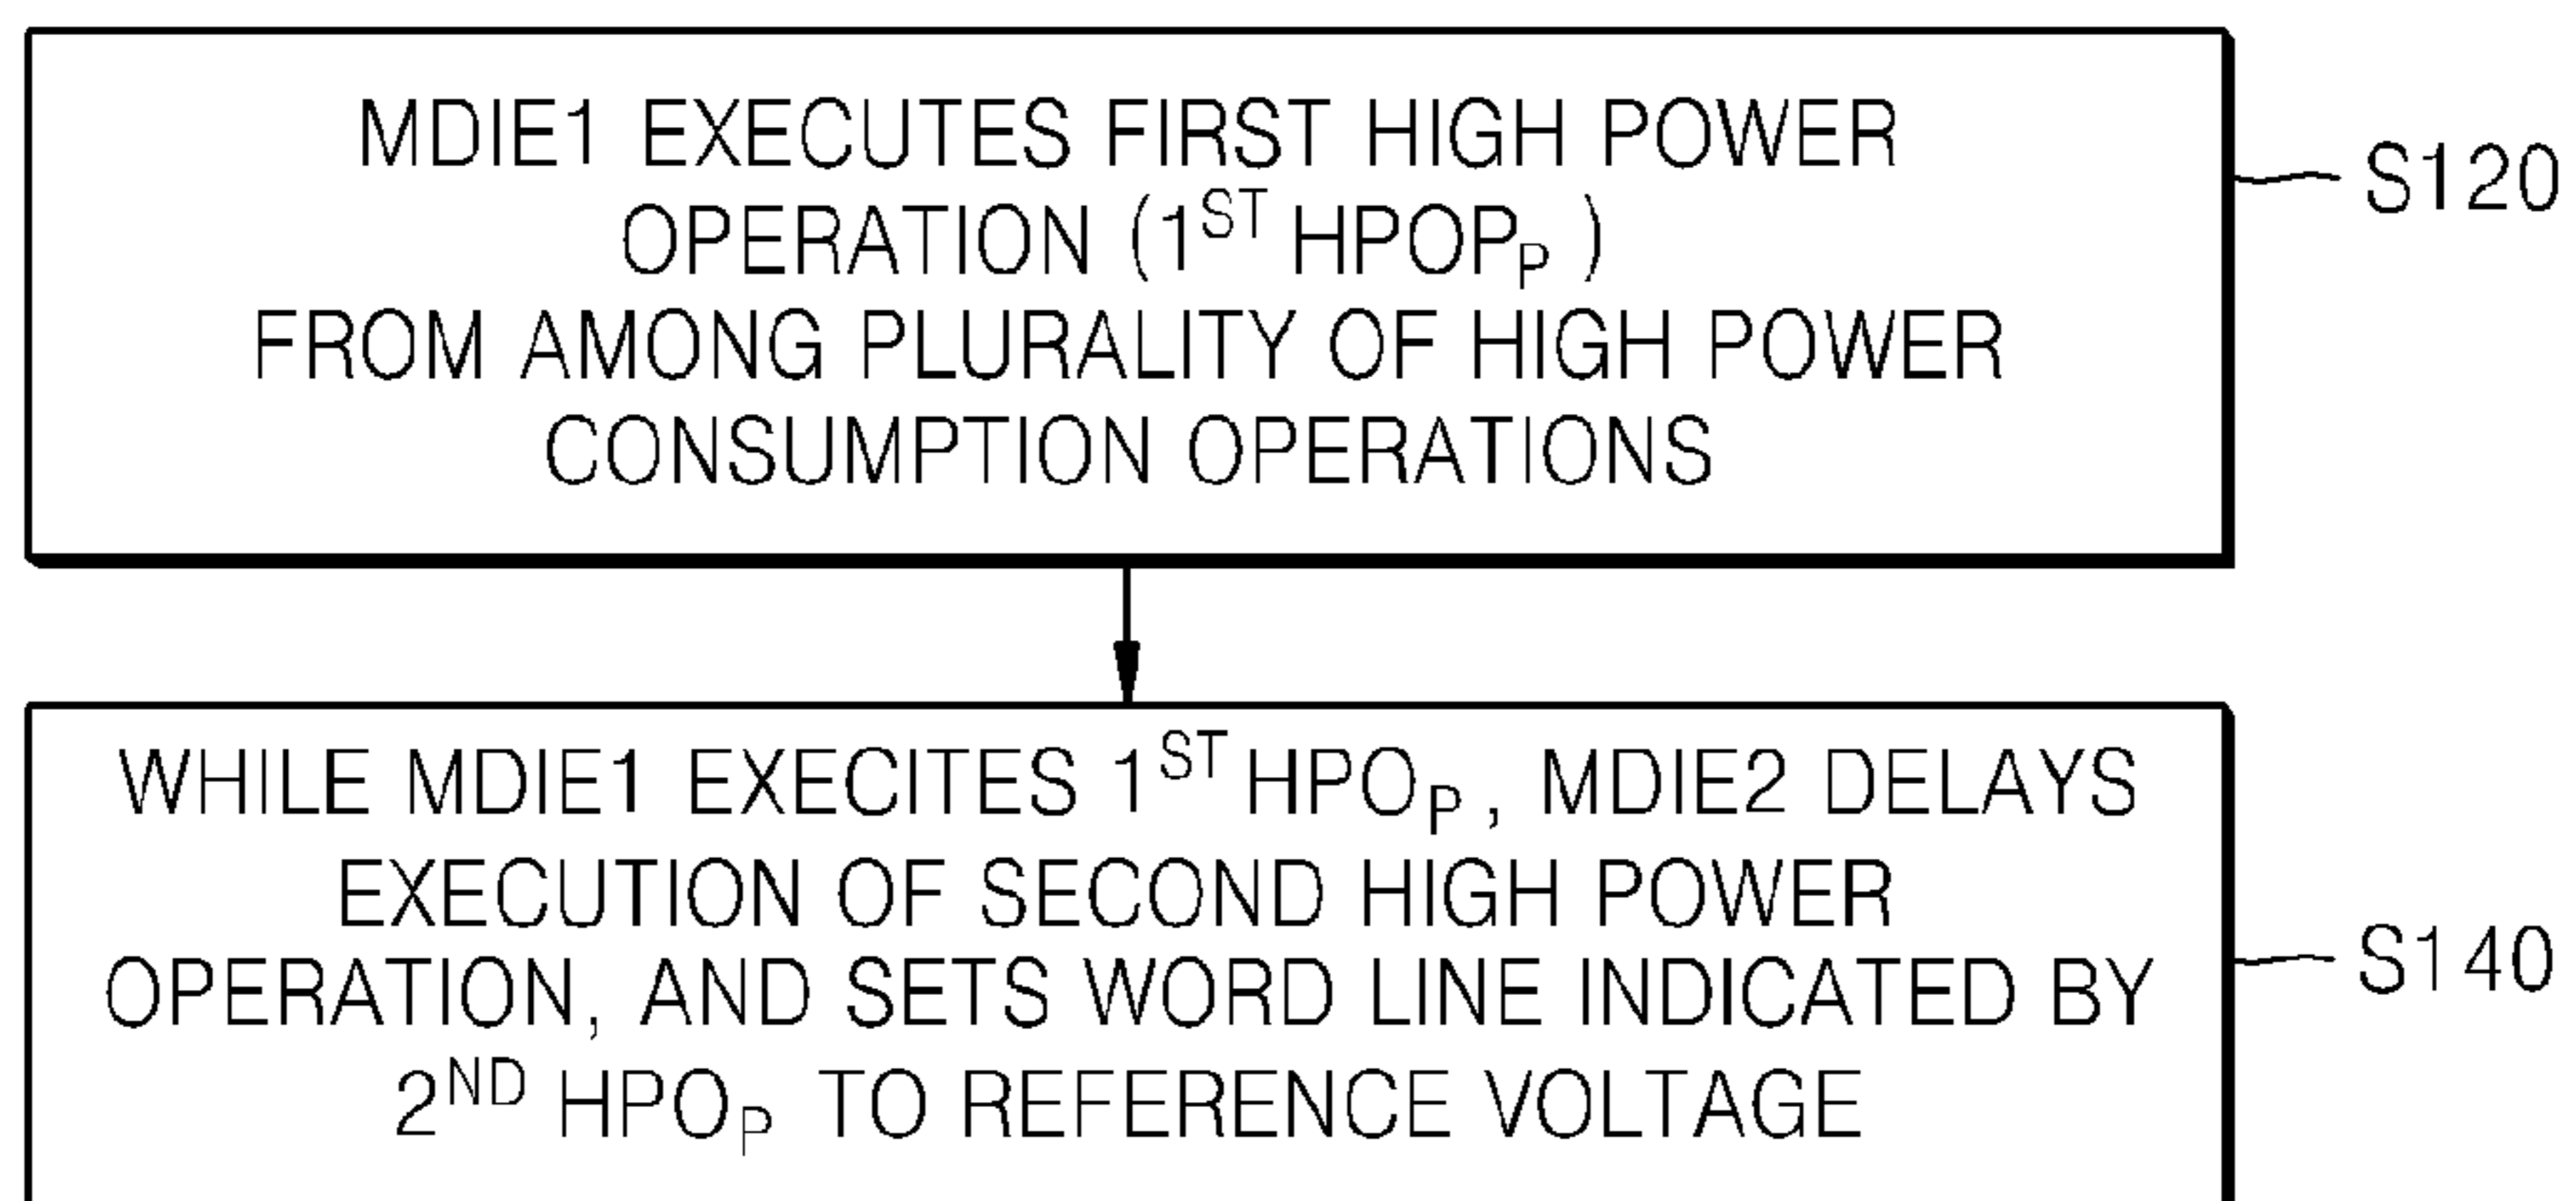 MDIE1 EXECUTES FIRST HIGH POWER
OPERATION (1ST HPOPP )
FROM AMONG PLURALITY OF HIGH POWER
CONSUMPTION OPERATIONS
S120
WHILE MDIE1 EXECITES 1ST HPOP, MDIE2 DELAYS
EXECUTION OF SECOND HIGH POWER
OPERATION, AND SETS WORD LINE INDICATED BY
2ND HPOP TO REFERENCE VOLTAGE
S140